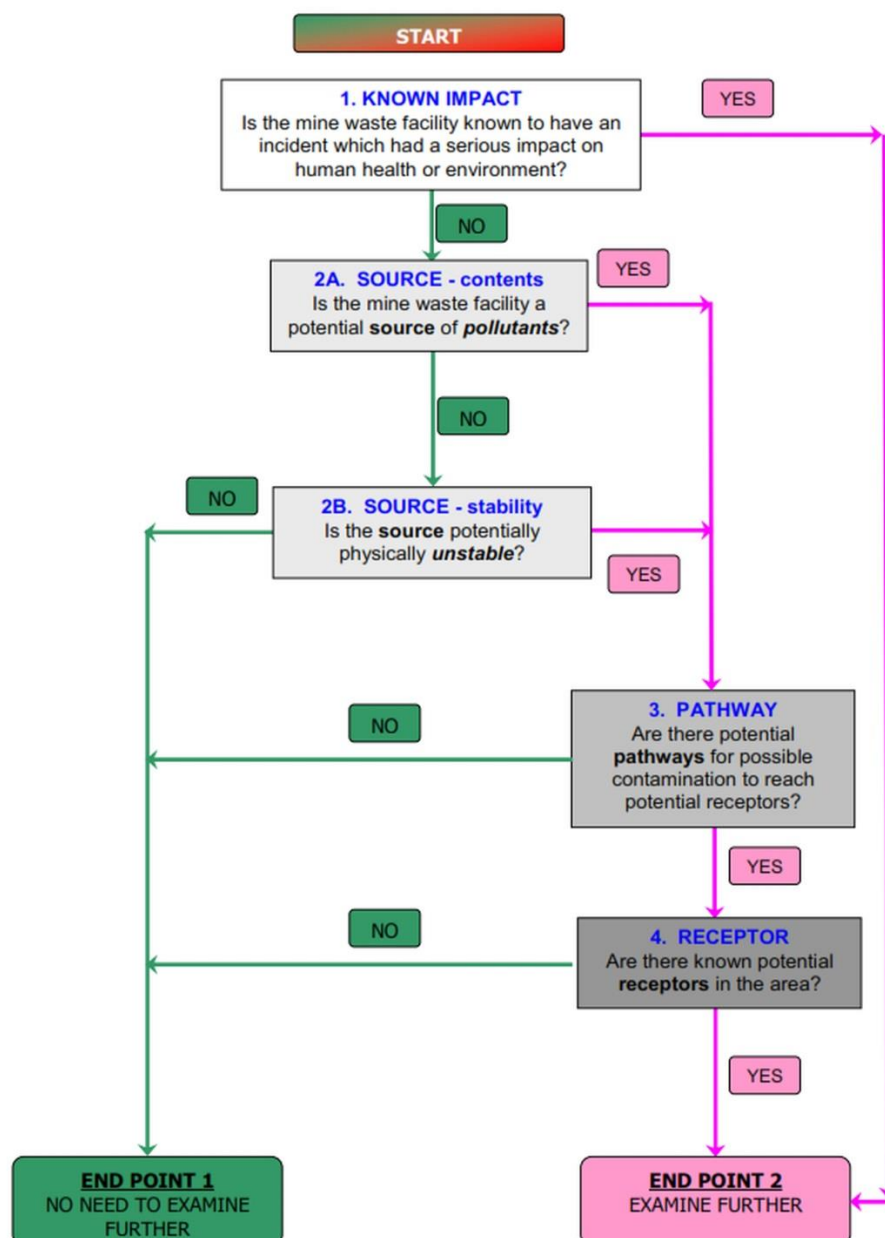 START
1. KNOWN IMPACT
Is the mine waste facility known to have an
incident which had a serious impact on
human health or environment?
YES
NO
2A. SOURCE - contents
Is the mine waste facility a
potential source of pollutants?
YES
NO
NO
2B. SOURCE - stability
Is the source potentially
physically unstable?
YES
3. PATHWAY
Are there potential
pathways for possible
contamination to reach
potential receptors?
NO
YES
NO
4. RECEPTOR
Are there known potential
receptors in the area?
YES
END POINT 1
NO NEED TO EXAMINE
FURTHER
END POINT 2
EXAMINE FURTHER